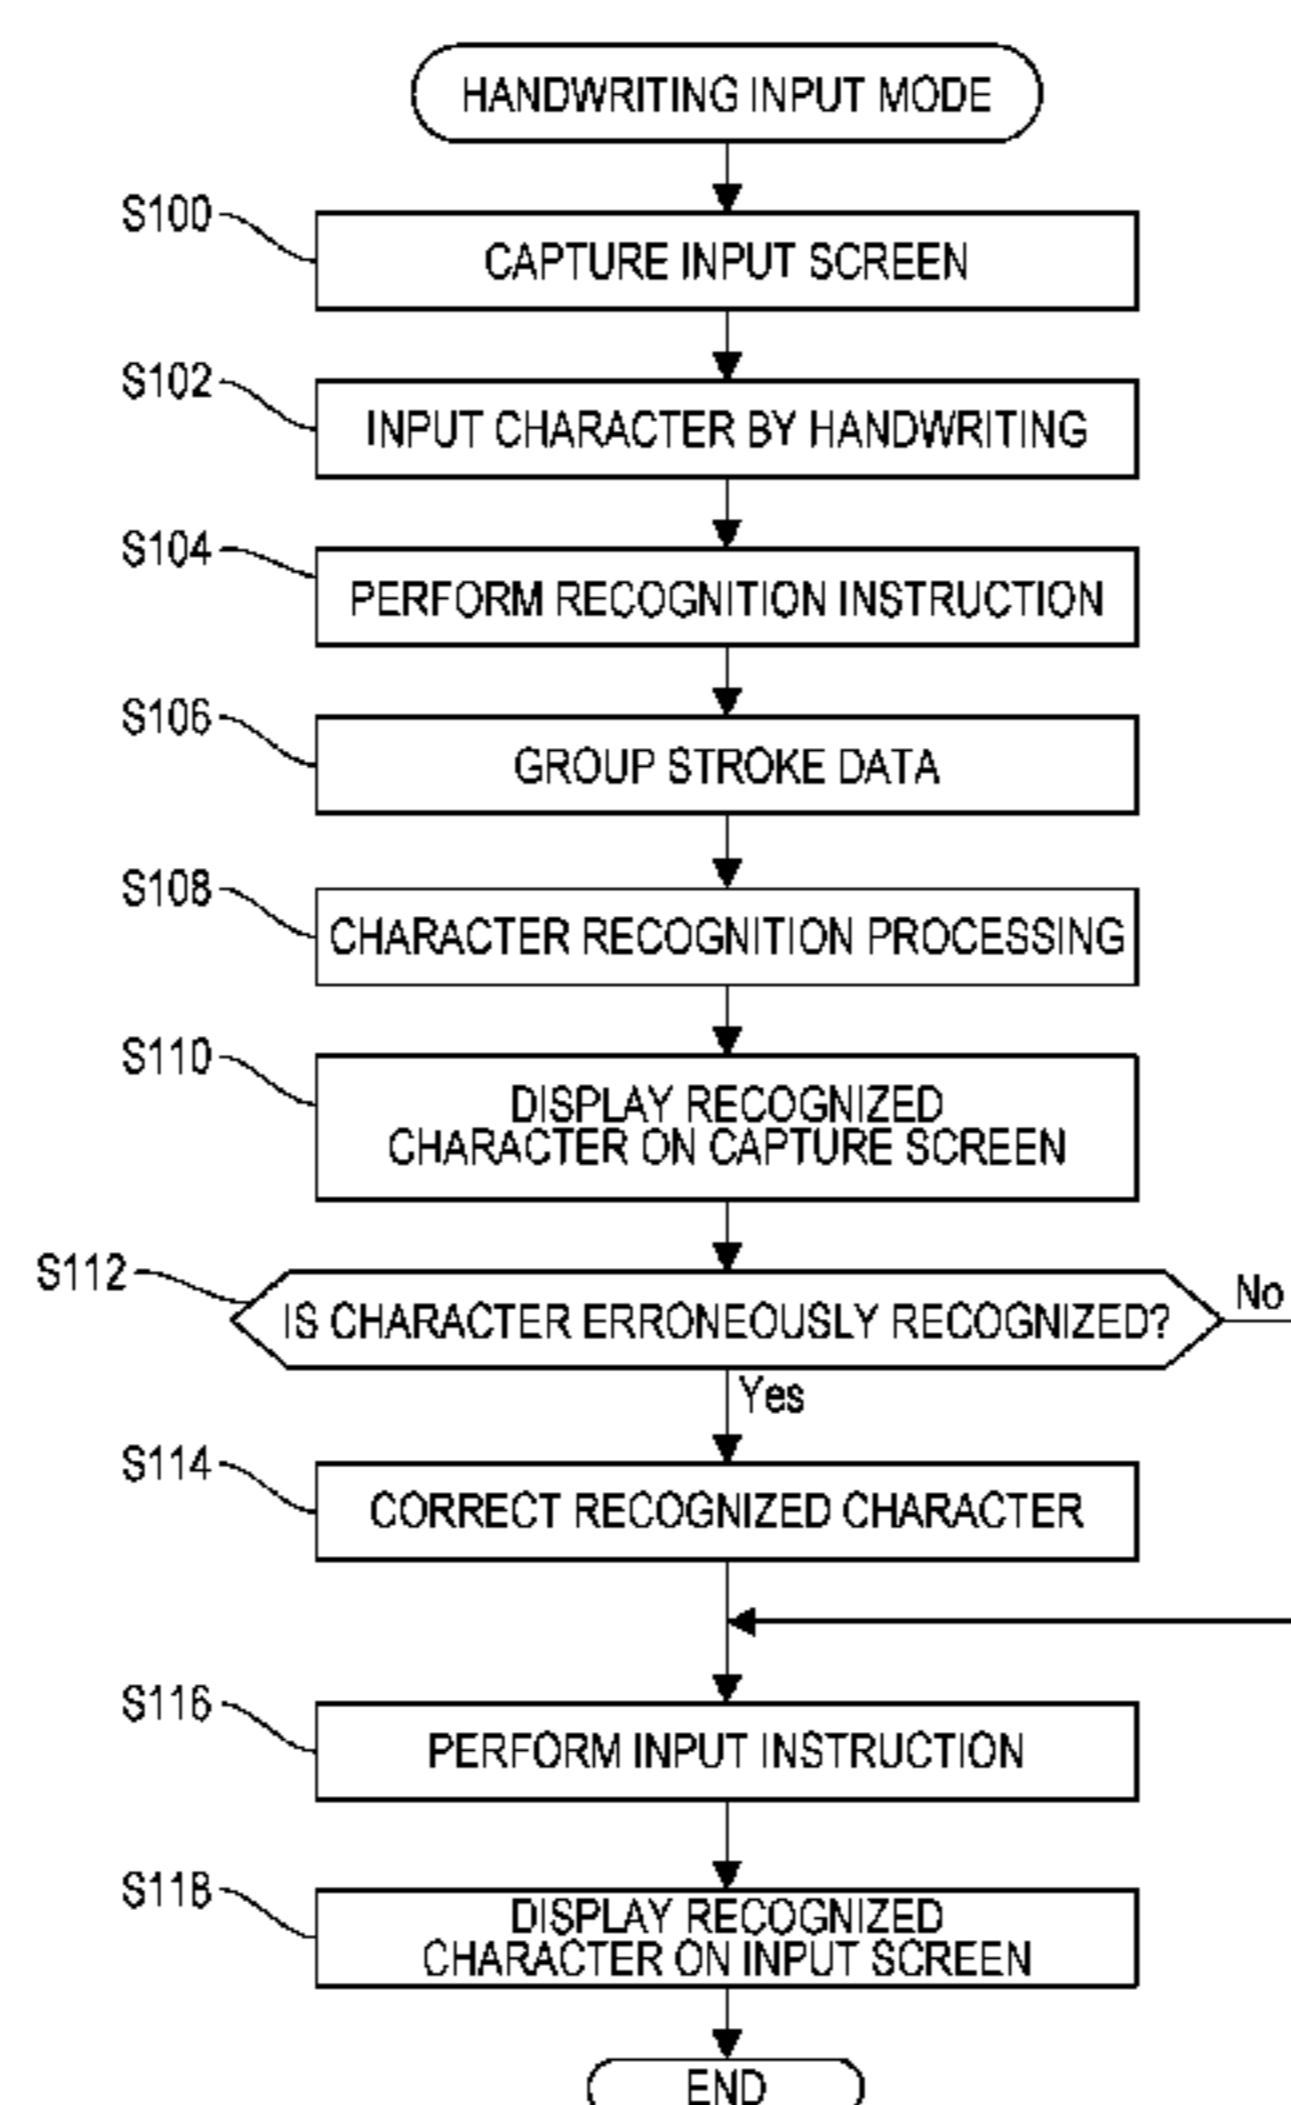 HANDWRITING INPUT MODE
S100
CAPTURE INPUT SCREEN
S102
INPUT CHARACTER BY HANDWRITING
S104
PERFORM RECOGNITION INSTRUCTION
S106
GROUP STROKE DATA
S108
CHARACTER RECOGNITION PROCESSING
S110
DISPLAY RECOGNIZED
CHARACTER ON CAPTURE SCREEN
S112
IS CHARACTER ERRONEOUSLY RECOGNIZED?
No
Yes
S114
CORRECT RECOGNIZED CHARACTER
S116
PERFORM INPUT INSTRUCTION
S118
DISPLAY RECOGNIZED
CHARACTER ON INPUT SCREEN
END